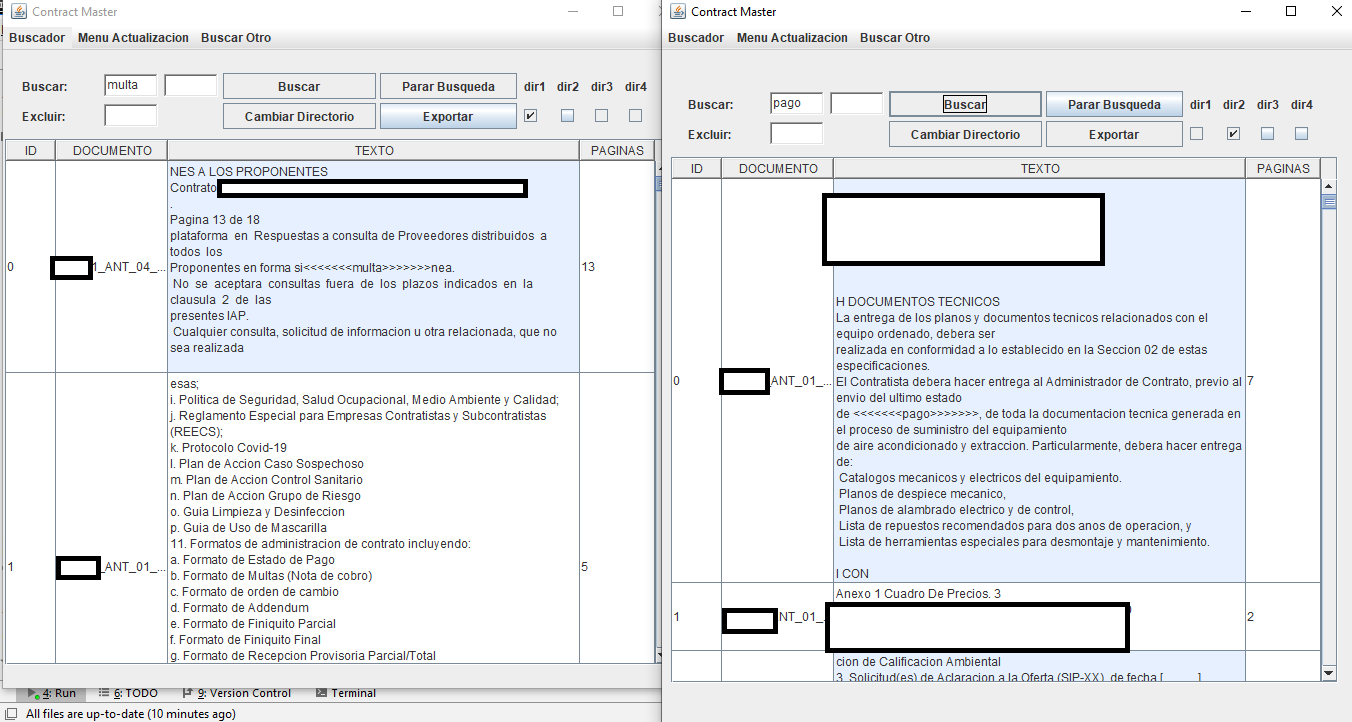 Contract Master
Buscador Menu Actualizacion Buscar Otro
Buscar: multa Buscar Parar Busqueda dir1 dir2 dir3 dir4
Excluir: Cambiar Directorio Exportar
ID DOCUMENTO TEXTO PAGINAS
NES A LOS PROPONENTES
Contrato
.
Pagina 13 de 18
plataforma en Respuestas a consulta de Proveedores distribuidos a
todos los
0 1_ANT_04_... Proponentes en forma si<<<<<<<multa>>>>>>>nea. 13
No se aceptara consultas fuera de los plazos indicados en la
clausula 2 de las
presentes IAP.
Cualquier consulta, solicitud de informacion u otra relacionada, que no
sea realizada
esas;
i. Politica de Seguridad, Salud Ocupacional, Medio Ambiente y Calidad;
j. Reglamento Especial para Empresas Contratistas y Subcontratistas
(REECS);
k. Protocolo Covid-19
l. Plan de Accion Caso Sospechoso
m. Plan de Accion Control Sanitario
n. Plan de Accion Grupo de Riesgo
o. Guia Limpieza y Desinfeccion
p. Guia de Uso de Mascarilla
11. Formatos de administracion de contrato incluyendo:
a. Formato de Estado de Pago
1 _ANT_01_... b. Formato de Multas (Nota de cobro) 5
c. Formato de orden de cambio
d. Formato de Addendum
e. Formato de Finiquito Parcial
f. Formato de Finiquito Final
g. Formato de Recepcion Provisoria Parcial/Total
4: Run 6: TODO 9: Version Control Terminal
All files are up-to-date (10 minutes ago)
Contract Master
Buscador Menu Actualizacion Buscar Otro
Buscar: pago Buscar Parar Busqueda dir1 dir2 dir3 dir4
Excluir: Cambiar Directorio Exportar
ID DOCUMENTO TEXTO PAGINAS
H DOCUMENTOS TECNICOS
La entrega de los planos y documentos tecnicos relacionados con el
equipo ordenado, debera ser
realizada en conformidad a lo establecido en la Seccion 02 de estas
especificaciones.
0 _ANT_01_... El Contratista debera hacer entrega al Administrador de Contrato, previo al 7
envio del ultimo estado
de <<<<<<<pago>>>>>>>, de toda la documentacion tecnica generada en
el proceso de suministro del equipamiento
de aire acondicionado y extraccion. Particularmente, debera hacer entrega
de:
Catalogos mecanicos y electricos del equipamiento.
Planos de despiece mecanico,
Planos de alambrado electrico y de control,
Lista de repuestos recomendados para dos anos de operacion, y
Lista de herramientas especiales para desmontaje y mantenimiento.
I CON
Anexo 1 Cuadro De Precios. 3
1 NT_01_ 2
cion de Calificacion Ambiental
3. Solicitud(es) de Aclaracion a la Oferta (SIP-XX), de fecha [ ]